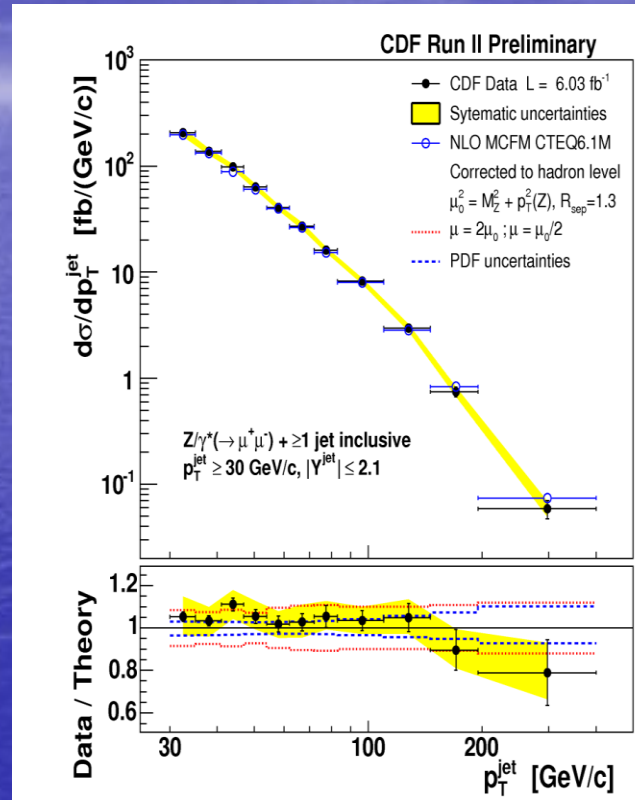 CDF Run II Preliminary
dσ/dp_T^jet [fb/(GeV/c)]
10³
10²
10
1
10⁻¹
CDF Data L = 6.03 fb⁻¹
Sytematic uncertainties
NLO MCFM CTEQ6.1M
Corrected to hadron level
μ₀² = M_Z² + p_T²(Z), R_sep=1.3
μ = 2μ₀ ; μ = μ₀/2
PDF uncertainties
Z/γ*(→ μ⁺μ⁻) + ≥1 jet inclusive
p_T^jet ≥ 30 GeV/c, |Y^jet| ≤ 2.1
Data / Theory
1.2
1
0.8
0.6
30 100 200
p_T^jet [GeV/c]